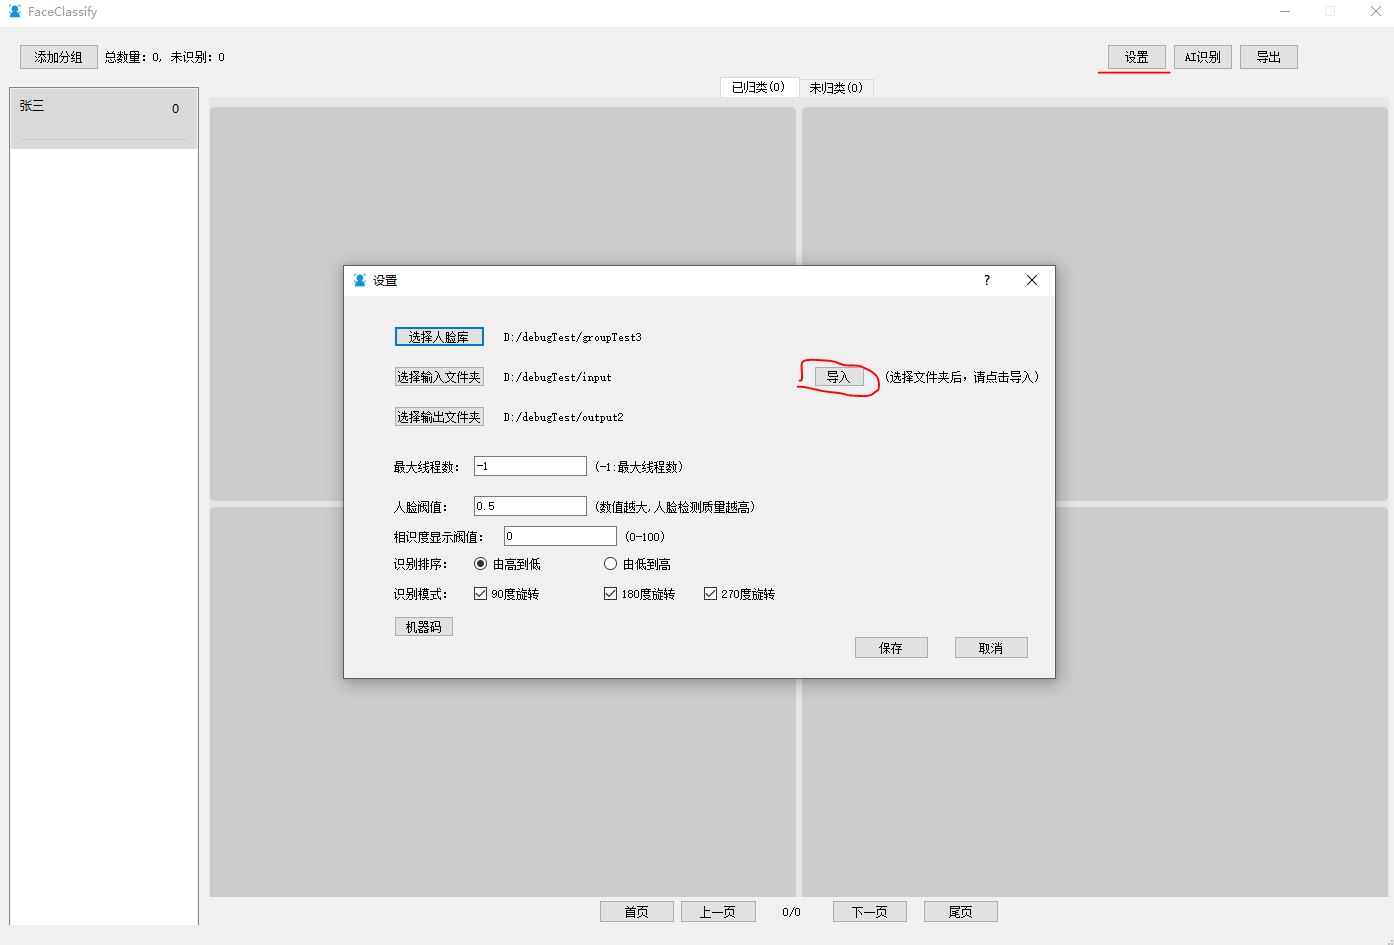 FaceClassify
添加分组 总数量: 0, 未识别: 0 设置 AI识别 导出
已归类(0) 未归类(0)
张三 0
设置 ?
选择人脸库 D:/debugTest/groupTest3
选择输入文件夹 D:/debugTest/input 导入 (选择文件夹后，请点击导入)
选择输出文件夹 D:/debugTest/output2
最大线程数: -1 (-1:最大线程数)
人脸阀值: 0.5 (数值越大,人脸检测质量越高)
相识度显示阀值: 0 (0-100)
识别排序: 由高到低 由低到高
识别模式: 90度旋转 180度旋转 270度旋转
机器码
保存 取消
首页 上一页 0/0 下一页 尾页